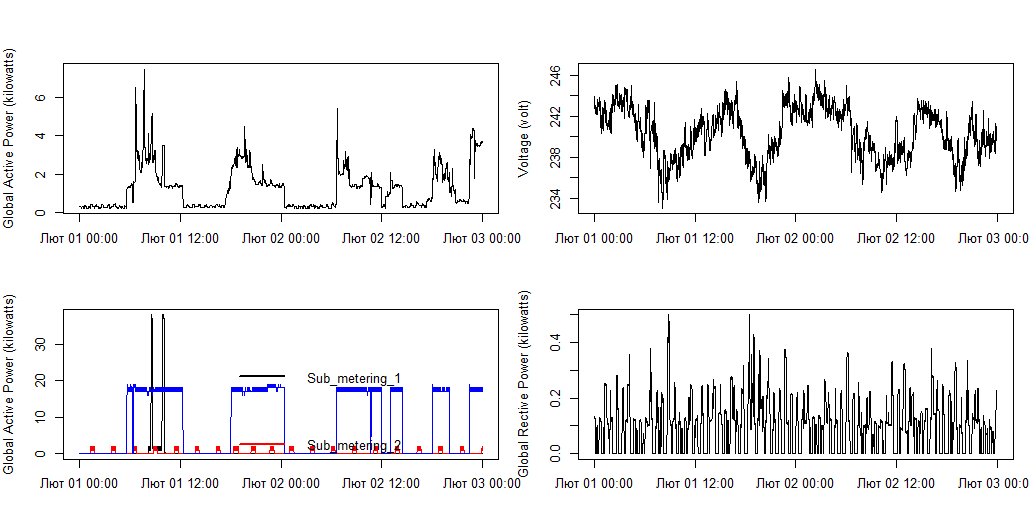 Global Active Power (kilowatts)
0 2 4 6
Лют 01 00:00 Лют 01 12:00 Лют 02 00:00 Лют 02 12:00 Лют 03 00:00
Voltage (volt)
234 238 242 246
Лют 01 00:00 Лют 01 12:00 Лют 02 00:00 Лют 02 12:00 Лют 03 00:0
Global Active Power (kilowatts)
0 10 20 30
Sub_metering_1
Sub_metering_2
Лют 01 00:00 Лют 01 12:00 Лют 02 00:00 Лют 02 12:00 Лют 03 00:00
Global Rective Power (kilowatts)
0.0 0.2 0.4
Лют 01 00:00 Лют 01 12:00 Лют 02 00:00 Лют 02 12:00 Лют 03 00:0